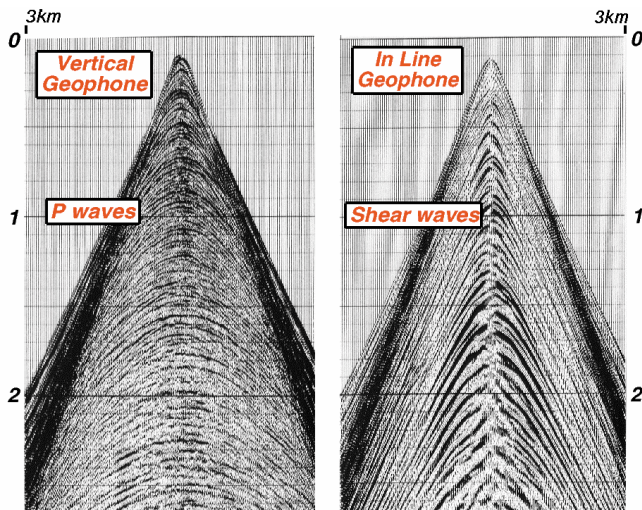 3km
0
Vertical
Geophone
P waves
1
2
3km
0
In Line
Geophone
Shear waves
1
2